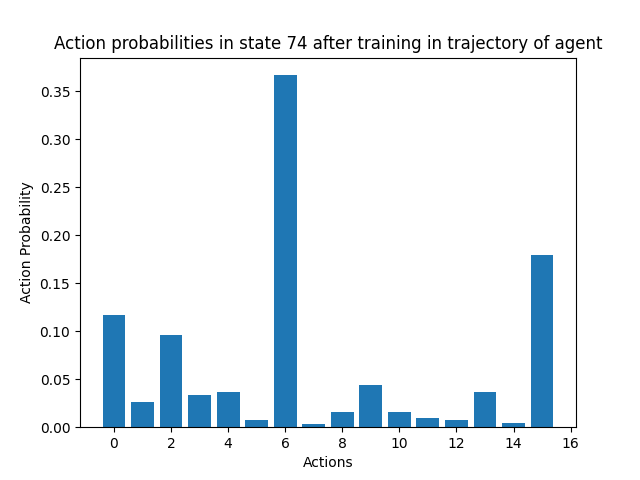 Action probabilities in state 74 after training in trajectory of agent
0.35
0.30
0.25
0.20
0.15
0.10
0.05
0.00
Action Probability
0 2 4 6 8 10 12 14 16
Actions